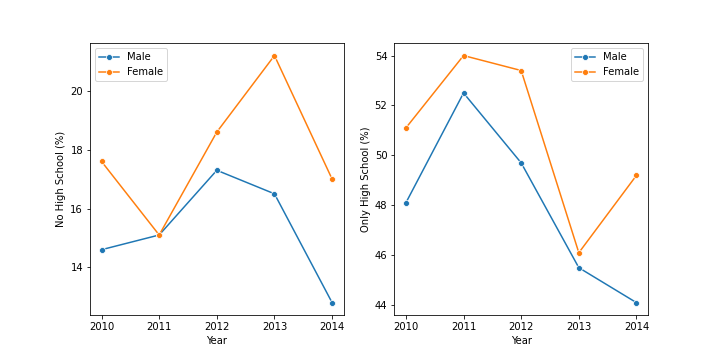 Male
Female
20
18
16
14
No High School (%)
2010 2011 2012 2013 2014
Year
Male
Female
54
52
50
48
46
44
Only High School (%)
2010 2011 2012 2013 2014
Year